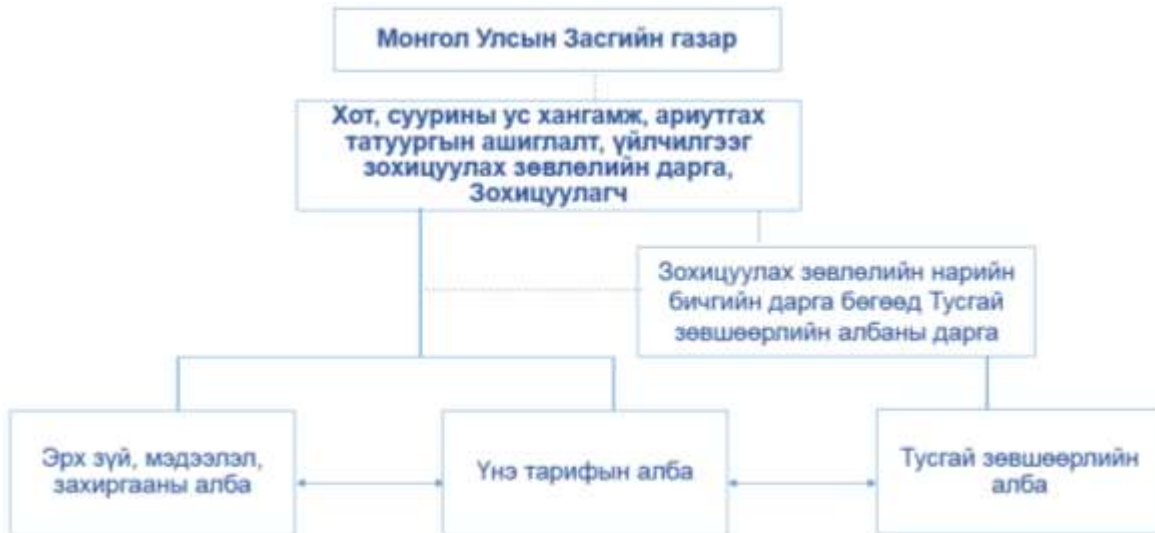 Монгол Улсын Засгийн газар
Хот, суурины ус хангамж, ариутгах
татуургын ашиглалт, үйлчилгээг
зохицуулах зөвлөлийн дарга,
Зохицуулагч
Зохицуулах зөвлөлийн нарийн
бичгийн дарга бөгөөд Тусгай
зөвшөөрлийн албаны дарга
Эрх зүй, мэдээлэл,
захиргааны алба
Үнэ тарифын алба
Тусгай зөвшөөрлийн
алба